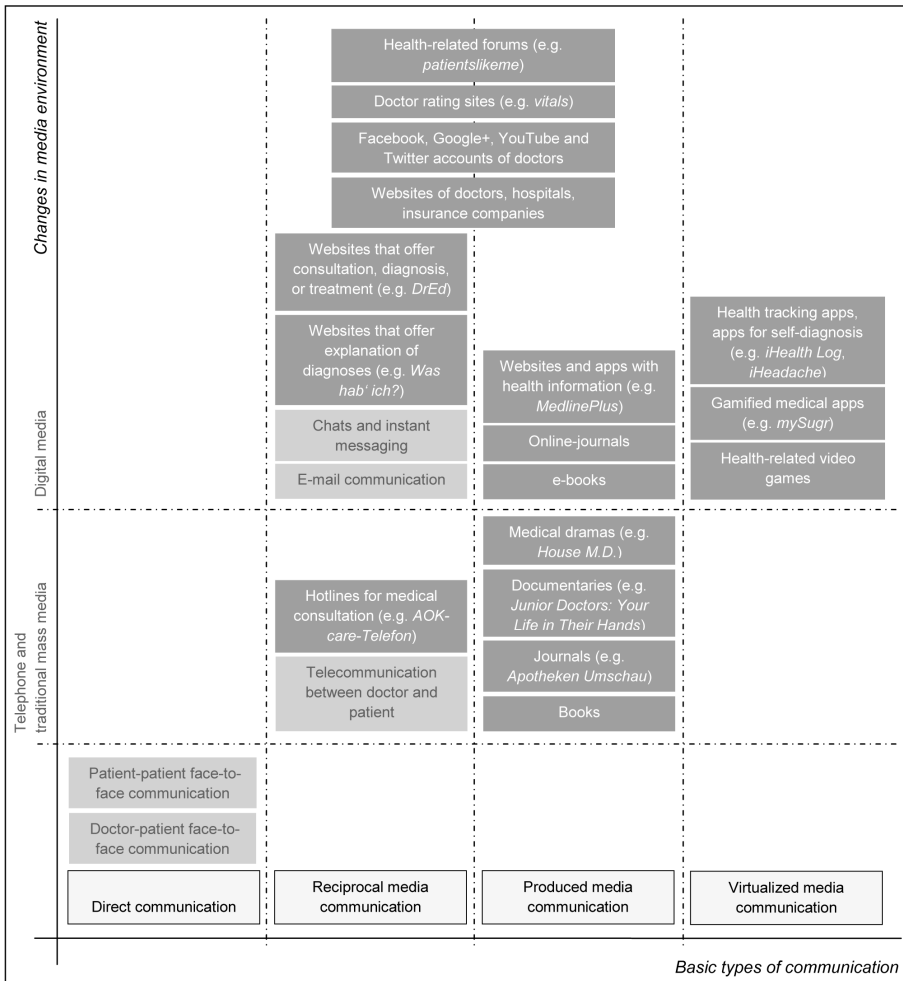 Changes in media environment
Health-related forums (e.g.
patientslikeme)
Doctor rating sites (e.g. vitals)
Facebook, Google+, YouTube and
Twitter accounts of doctors
Websites of doctors, hospitals,
insurance companies
Digital media
Websites that offer
consultation, diagnosis,
or treatment (e.g. DrEd)
Websites that offer
explanation of
diagnoses (e.g. Was
hab‘ ich?)
Chats and instant
messaging
E-mail communication
Websites and apps with
health information (e.g.
MedlinePlus)
Online-journals
e-books
Health tracking apps,
apps for self-diagnosis
(e.g. iHealth Log,
iHeadache)
Gamified medical apps
(e.g. mySugr)
Health-related video
games
Telephone and
traditional mass media
Hotlines for medical
consultation (e.g. AOK-
care-Telefon)
Telecommunication
between doctor and
patient
Medical dramas (e.g.
House M.D.)
Documentaries (e.g.
Junior Doctors: Your
Life in Their Hands)
Journals (e.g.
Apotheken Umschau)
Books
Patient-patient face-to-
face communication
Doctor-patient face-to-
face communication
Direct communication
Reciprocal media
communication
Produced media
communication
Virtualized media
communication
Basic types of communication